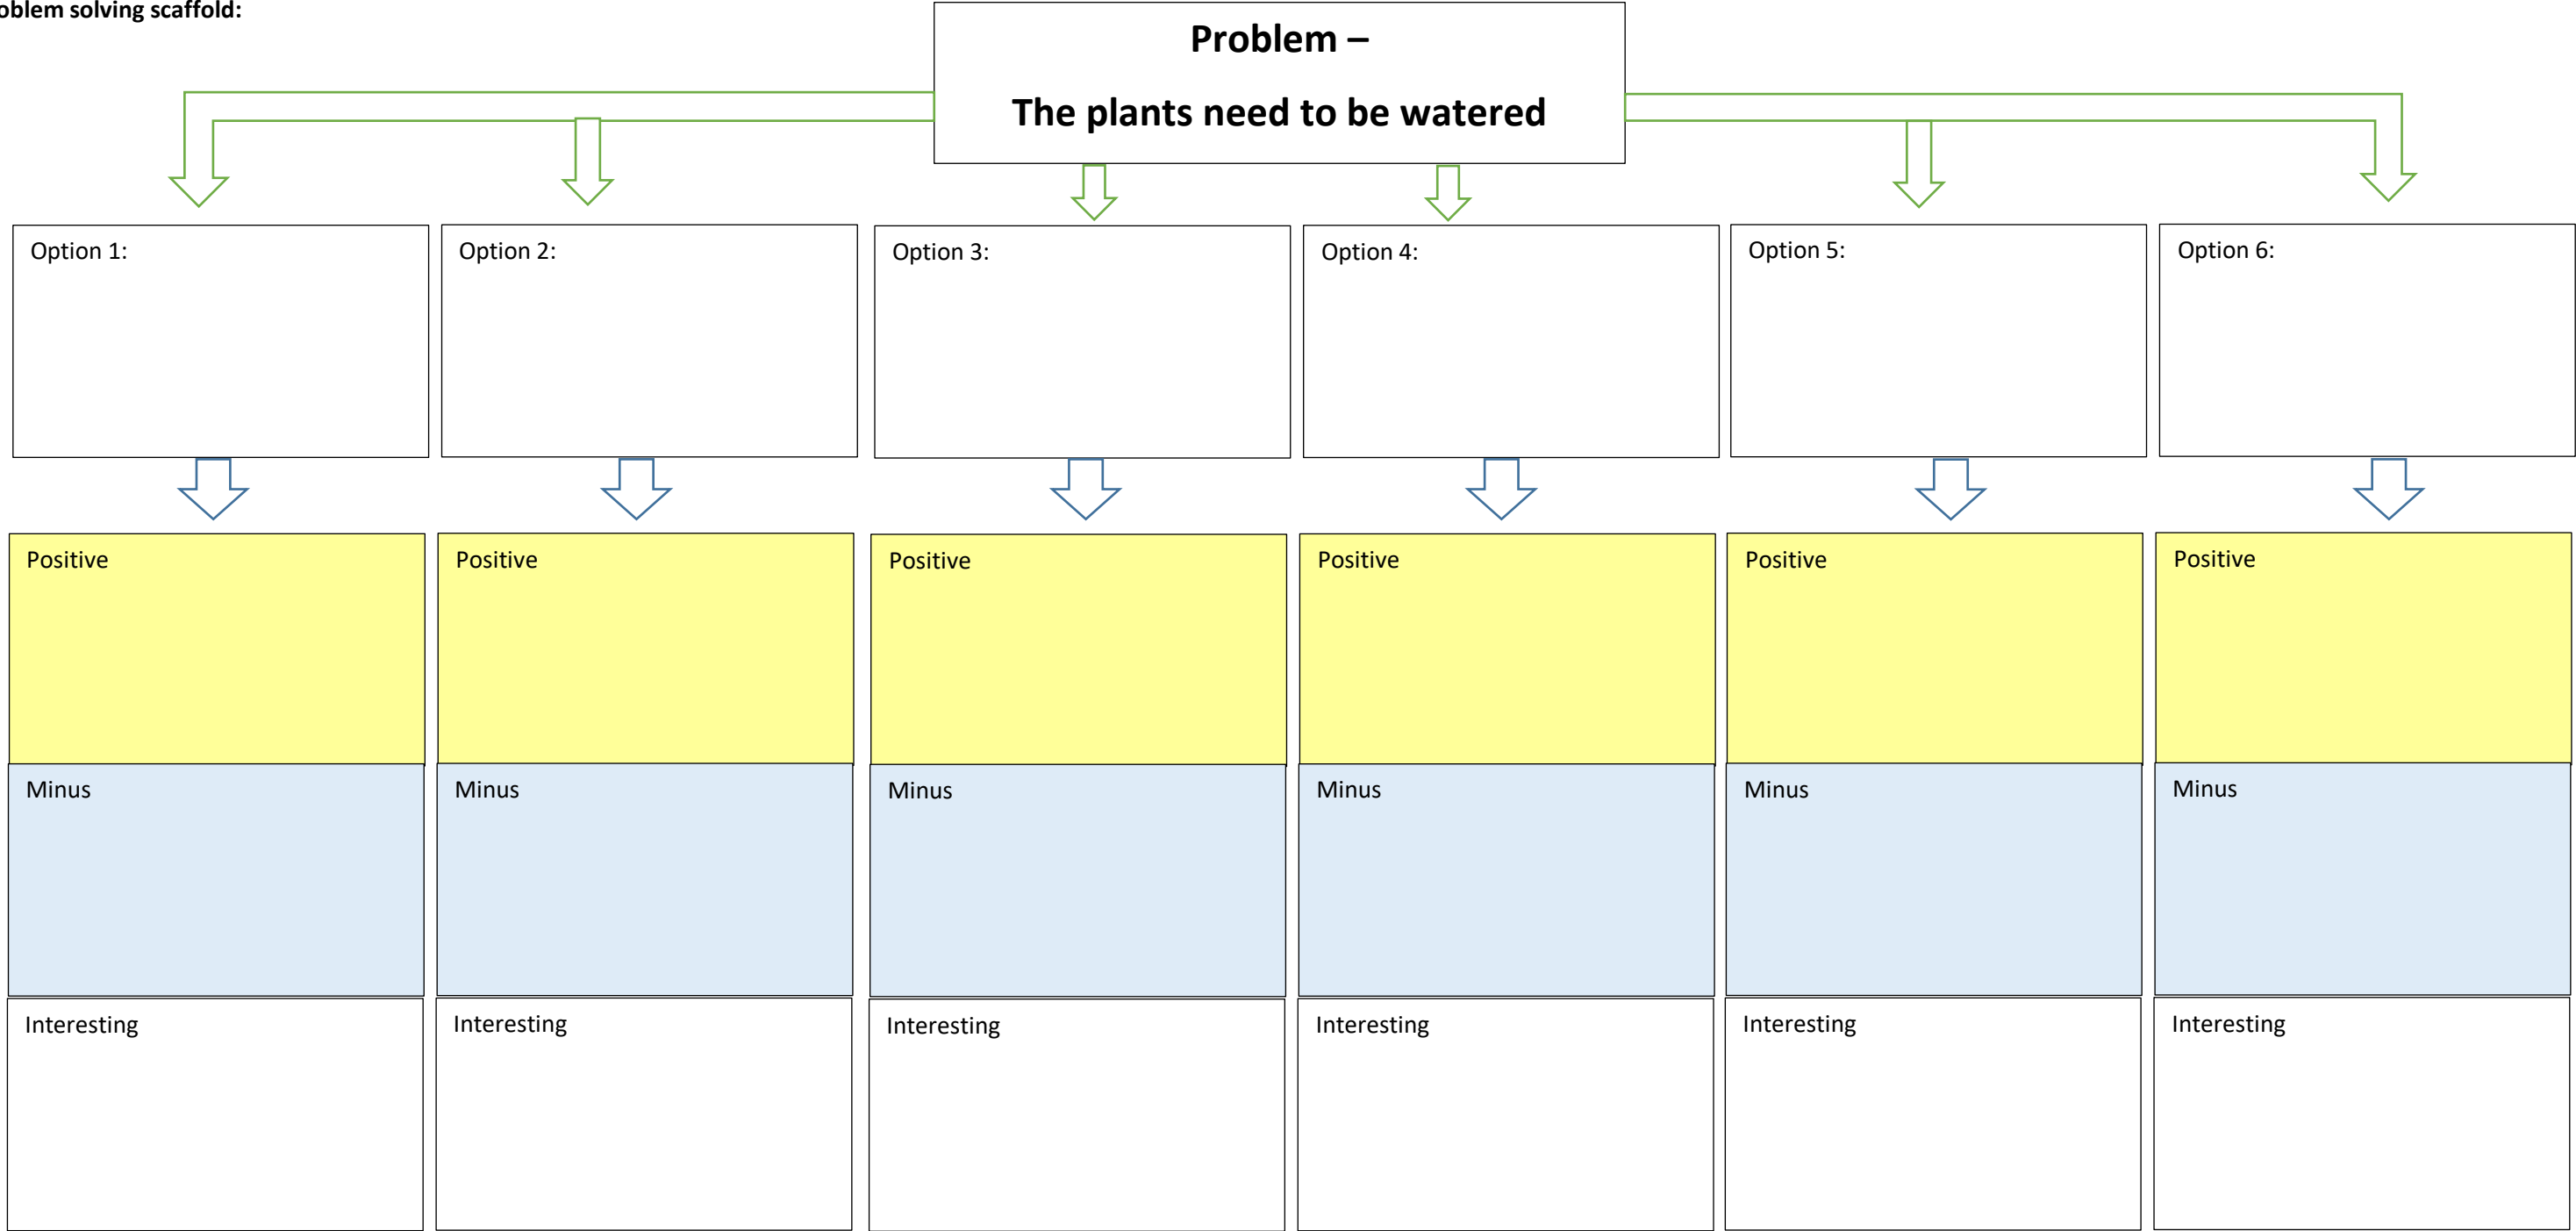 oblem solving scaffold:
Problem –
The plants need to be watered
Option 1:
Option 2:
Option 3:
Option 4:
Option 5:
Option 6:
Positive
Positive
Positive
Positive
Positive
Positive
Minus
Minus
Minus
Minus
Minus
Minus
Interesting
Interesting
Interesting
Interesting
Interesting
Interesting